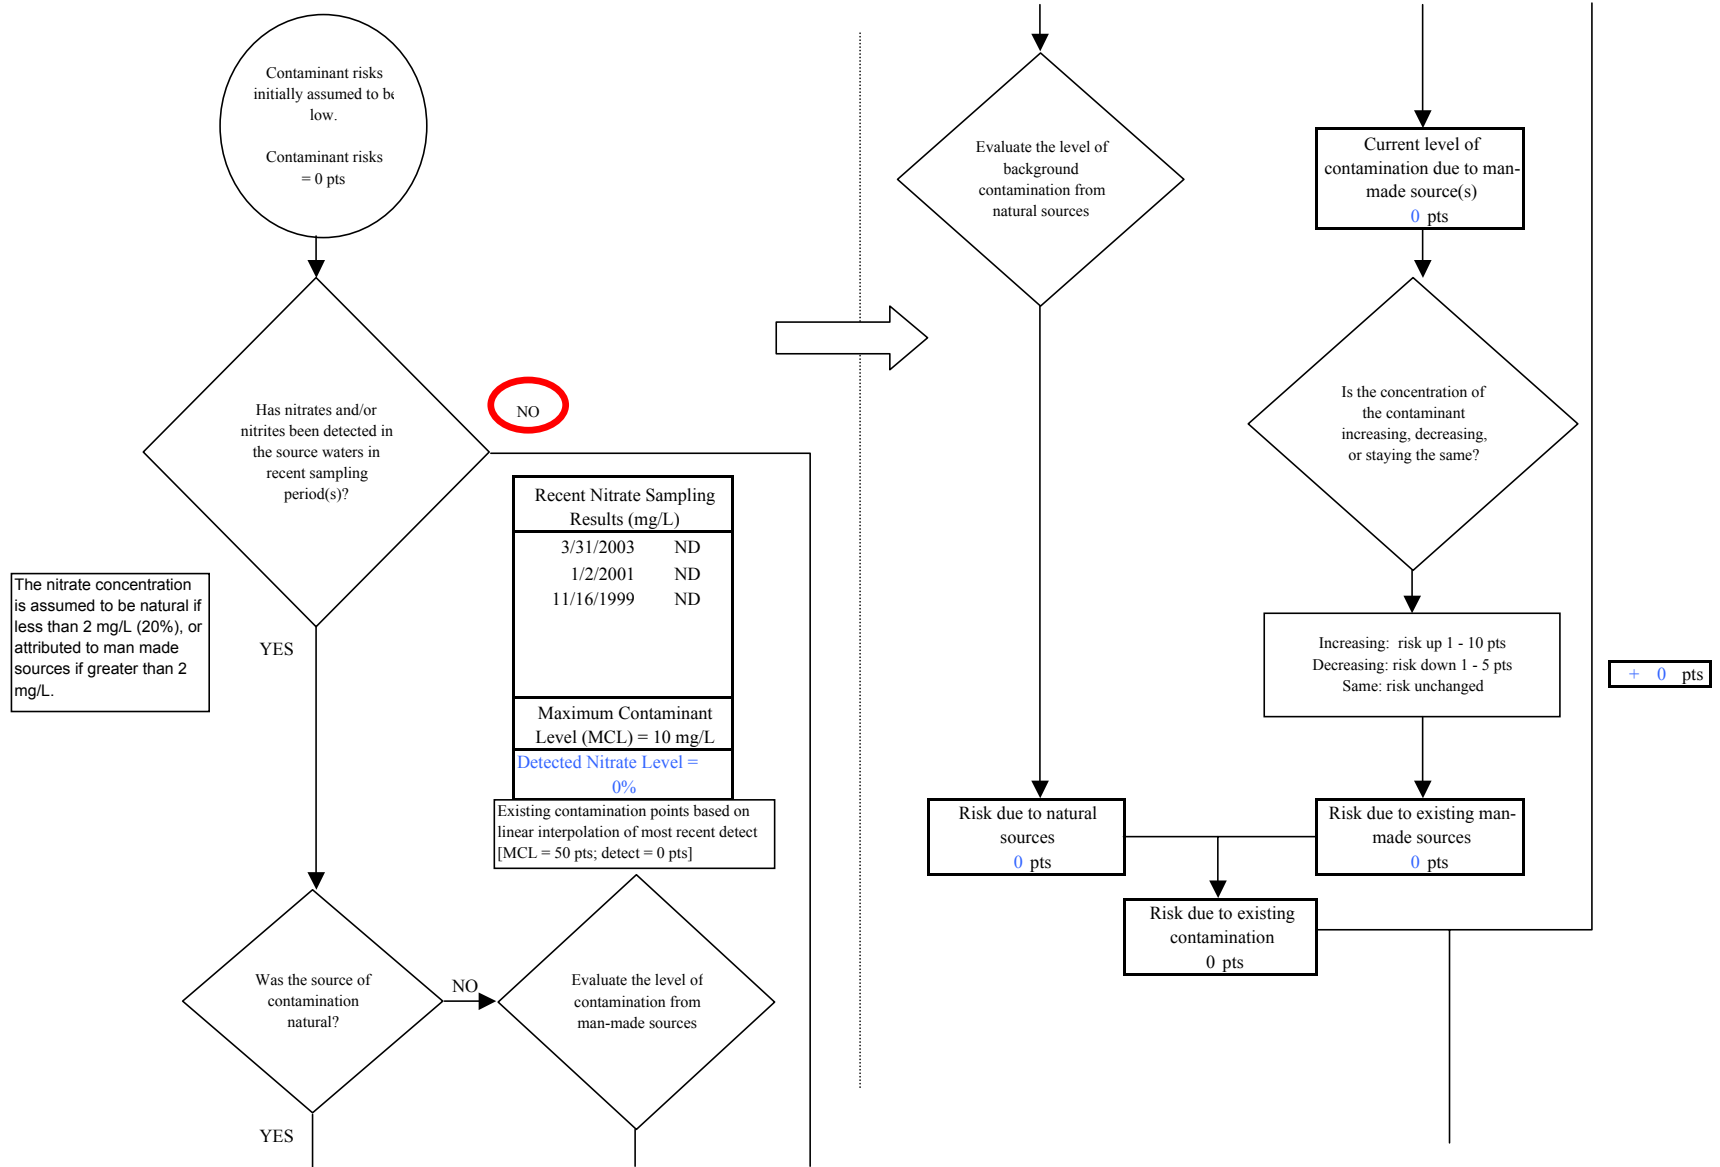 Contaminant risks
initially assumed to be
low.
Contaminant risks
= 0 pts
Has nitrates and/or
nitrites been detected in
the source waters in
recent sampling
period(s)?
NO
The nitrate concentration
is assumed to be natural if
less than 2 mg/L (20%), or
attributed to man made
sources if greater than 2
mg/L.
YES
Recent Nitrate Sampling
Results (mg/L)
3/31/2003 ND
1/2/2001 ND
11/16/1999 ND
Maximum Contaminant
Level (MCL) = 10 mg/L
Detected Nitrate Level =
0%
Existing contamination points based on
linear interpolation of most recent detect
[MCL = 50 pts; detect = 0 pts]
Was the source of
contamination
natural?
NO
Evaluate the level of
contamination from
man-made sources
YES
Evaluate the level of
background
contamination from
natural sources
Current level of
contamination due to man-
made source(s)
0 pts
Is the concentration of
the contaminant
increasing, decreasing,
or staying the same?
Increasing: risk up 1 - 10 pts
Decreasing: risk down 1 - 5 pts
Same: risk unchanged
+ 0 pts
Risk due to natural
sources
0 pts
Risk due to existing man-
made sources
0 pts
Risk due to existing
contamination
0 pts